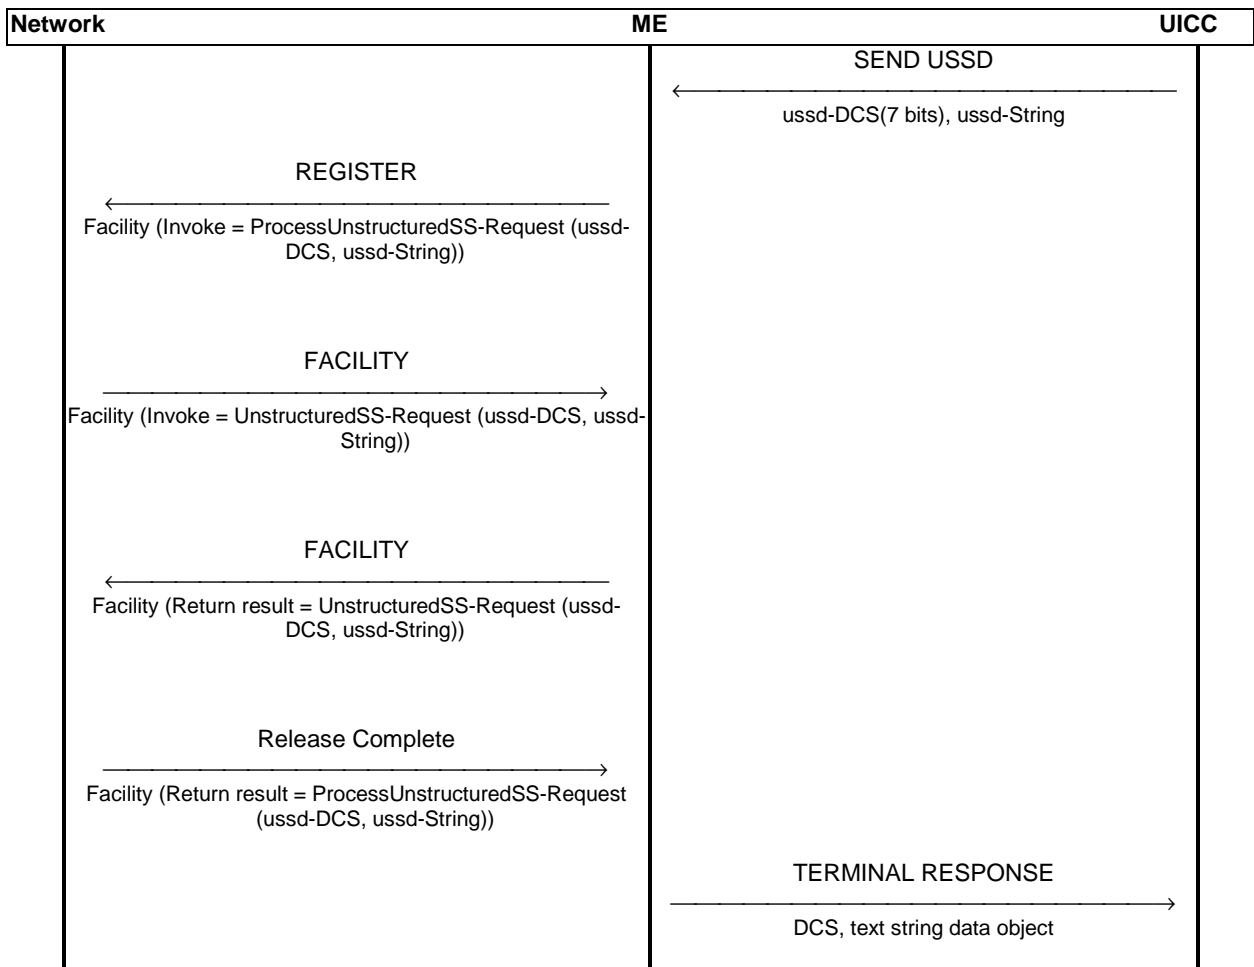 Network ME UICC
SEND USSD
ussd-DCS(7 bits), ussd-String
REGISTER
Facility (Invoke = ProcessUnstructuredSS-Request (ussd-
DCS, ussd-String))
FACILITY
Facility (Invoke = UnstructuredSS-Request (ussd-DCS, ussd-
String))
FACILITY
Facility (Return result = UnstructuredSS-Request (ussd-
DCS, ussd-String))
Release Complete
Facility (Return result = ProcessUnstructuredSS-Request
(ussd-DCS, ussd-String))
TERMINAL RESPONSE
DCS, text string data object